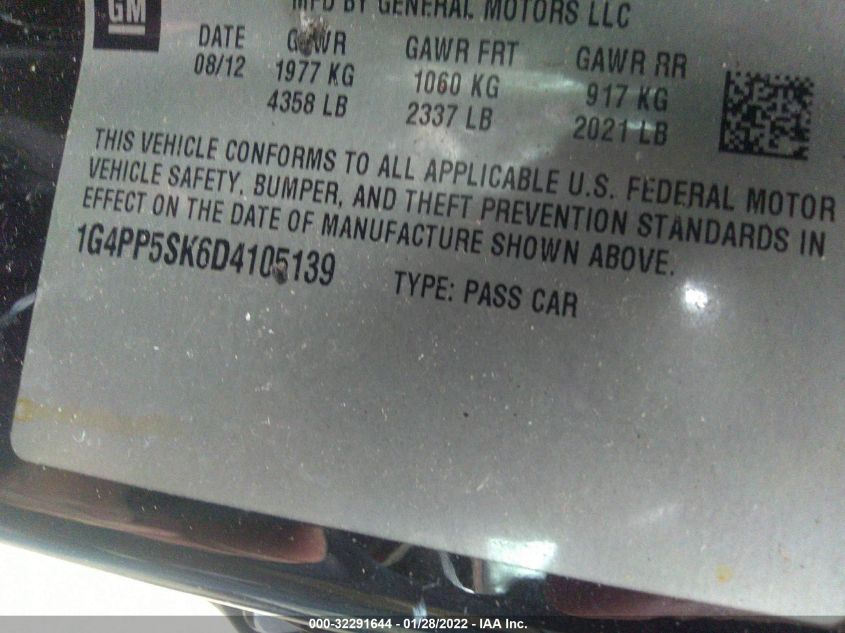 MFD BY GENERAL MOTORS LLC
GM
DATE GVWR GAWR FRT GAWR RR
08/12 1977 KG 1060 KG 917 KG
4358 LB 2337 LB 2021 LB
THIS VEHICLE CONFORMS TO ALL APPLICABLE U.S. FEDERAL MOTOR
VEHICLE SAFETY, BUMPER, AND THEFT PREVENTION STANDARDS IN
EFFECT ON THE DATE OF MANUFACTURE SHOWN ABOVE.
1G4PP5SK6D4105139 TYPE: PASS CAR
000-32291644 - 01/28/2022 - IAA Inc.